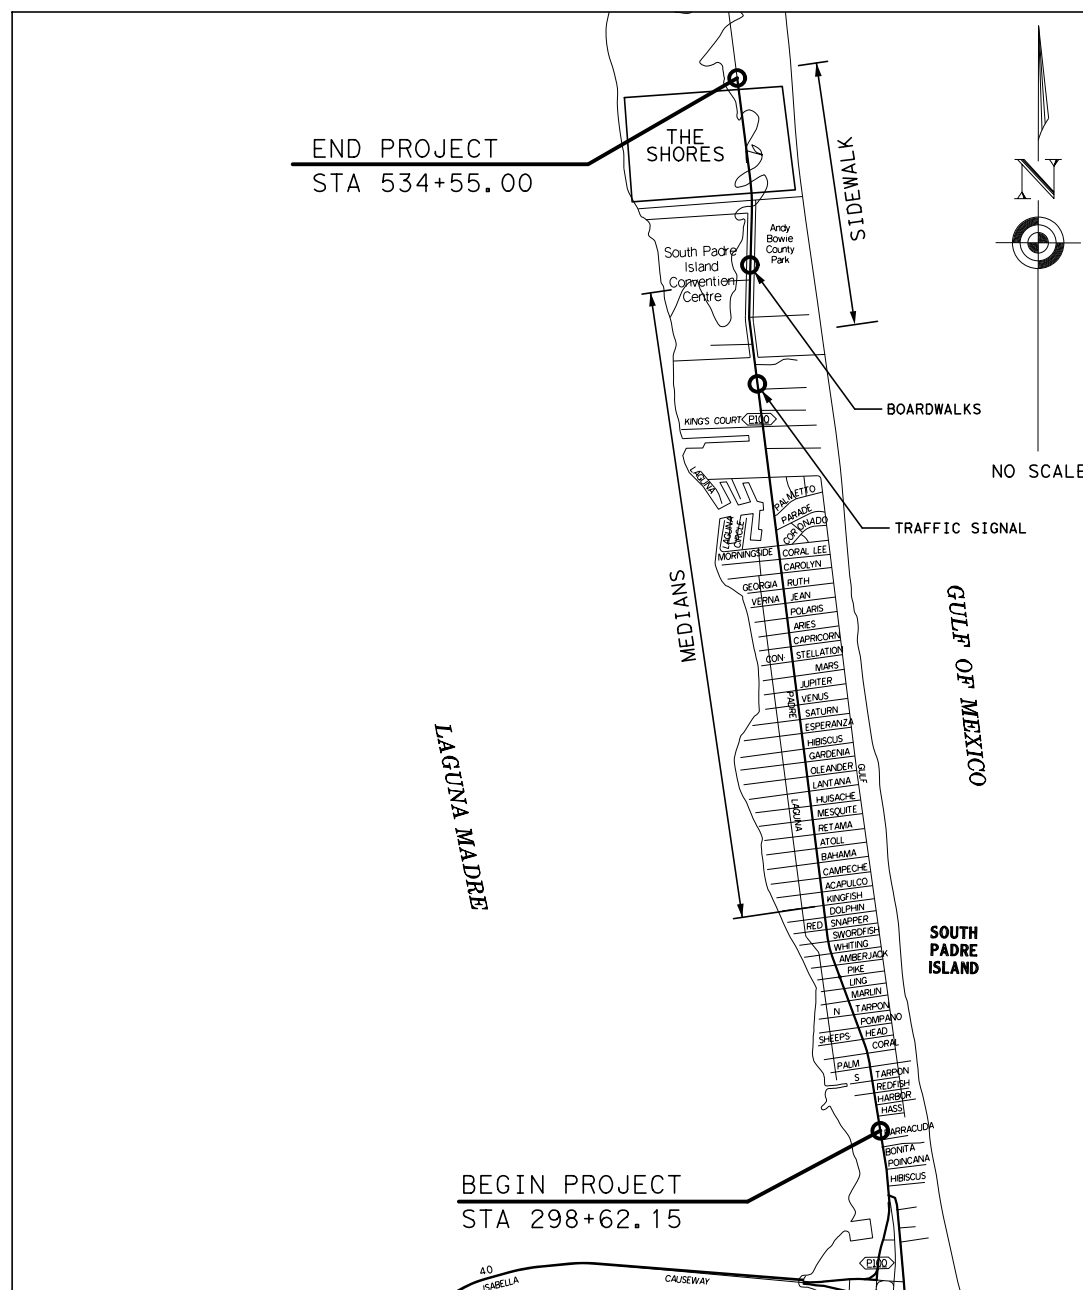 END PROJECT
STA 534+55.00
THE
SHORES
SIDEWALK
N
Andy
Bowie
County
Park
South Padre
Island
Convention
Centre
BOARDWALKS
KING'S COURT
P100
NO SCALE
LAGUNA
PALMETTO
PARADE
CORONADO
TRAFFIC SIGNAL
LAGUNA
CIRCLE
MORNINGSIDE
CORAL LEE
CAROLYN
GEORGIA RUTH
VERNA JEAN
POLARIS
ARIES
CAPRICORN
CON- STELLATION
MARS
JUPITER
VENUS
PADRE
SATURN
ESPERANZA
HIBISCUS
GARDENIA
OLEANDER
GULF
LANTANA
HUISACHE
LAGUNA
MESQUITE
RETAMA
ATOLL
BAHAMA
CAMPECHE
ACAPULCO
KINGFISH
DOLPHIN
RED SNAPPER
SWORDFISH
WHITING
AMBERJACK
PIKE
LING
MARLIN
N TARPON
POMPANO
SHEEPS- HEAD
CORAL
PALM
S TARPON
REDFISH
HARBOR
HASS
BARRACUDA
BONITA
POINCANA
HIBISCUS
MEDIANS
GULF OF MEXICO
LAGUNA MADRE
SOUTH
PADRE
ISLAND
BEGIN PROJECT
STA 298+62.15
P100
40
ISABELLA
CAUSEWAY